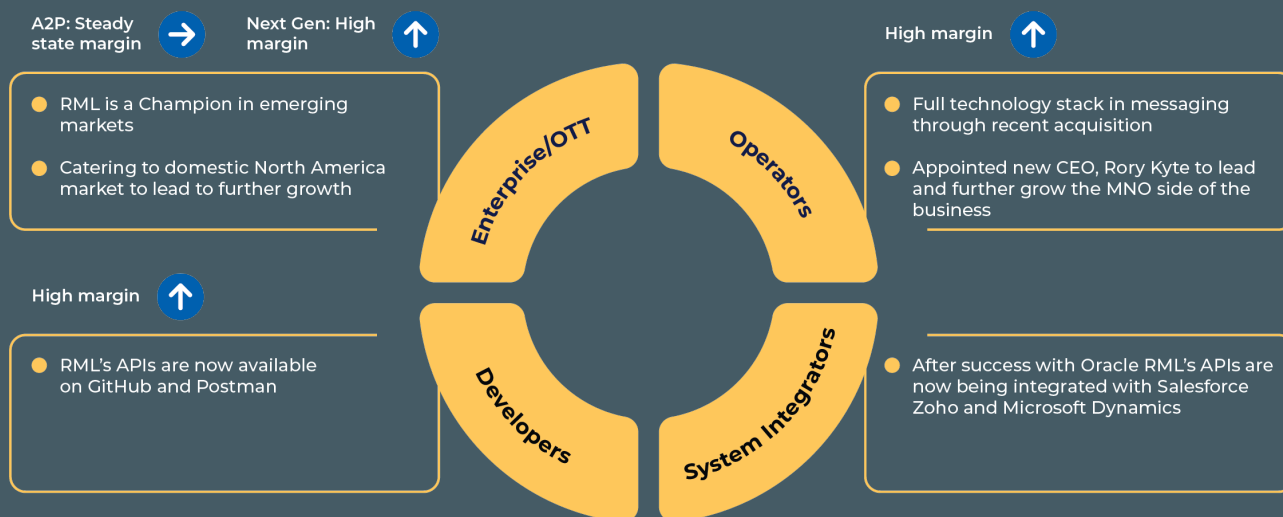 A2P: Steady
state margin
Next Gen: High
margin
RML is a Champion in emerging
markets
Catering to domestic North America
market to lead to further growth
Enterprise/OTT
High margin
Full technology stack in messaging
through recent acquisition
Appointed new CEO, Rory Kyte to lead
and further grow the MNO side of the
business
Operators
High margin
RML's APIs are now available
on GitHub and Postman
Developers
After success with Oracle RML's APIs are
now being integrated with Salesforce
Zoho and Microsoft Dynamics
System Integrators